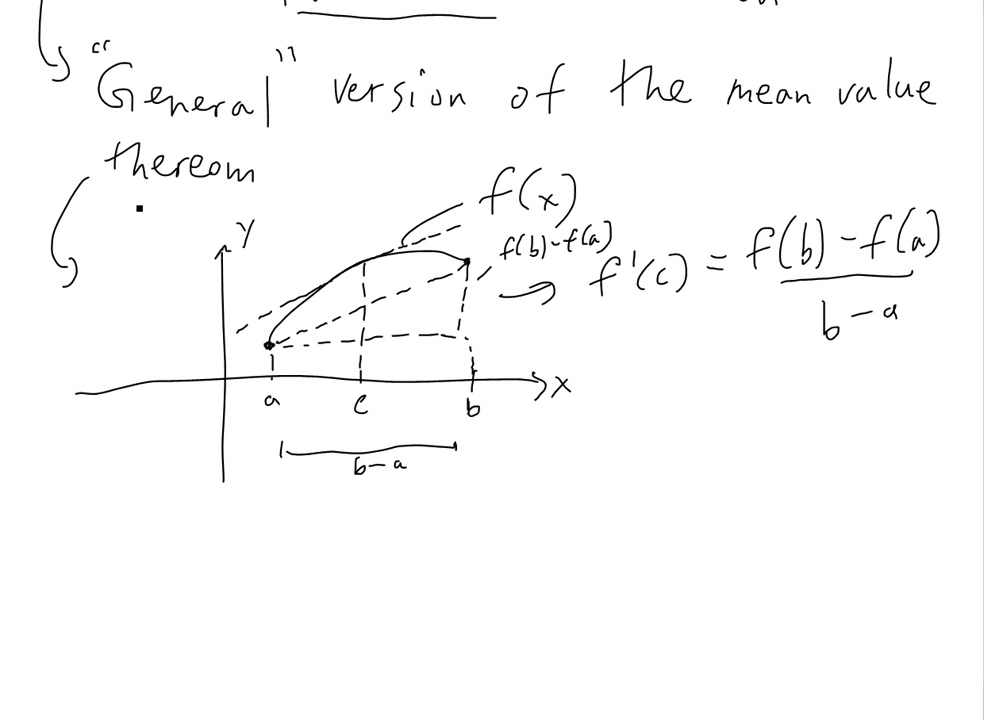 "General" version of the mean value
thereom
f(x)
y
f(b)-f(a)
f'(c) = f(b) - f(a)
b - a
x
a
c
b
b - a